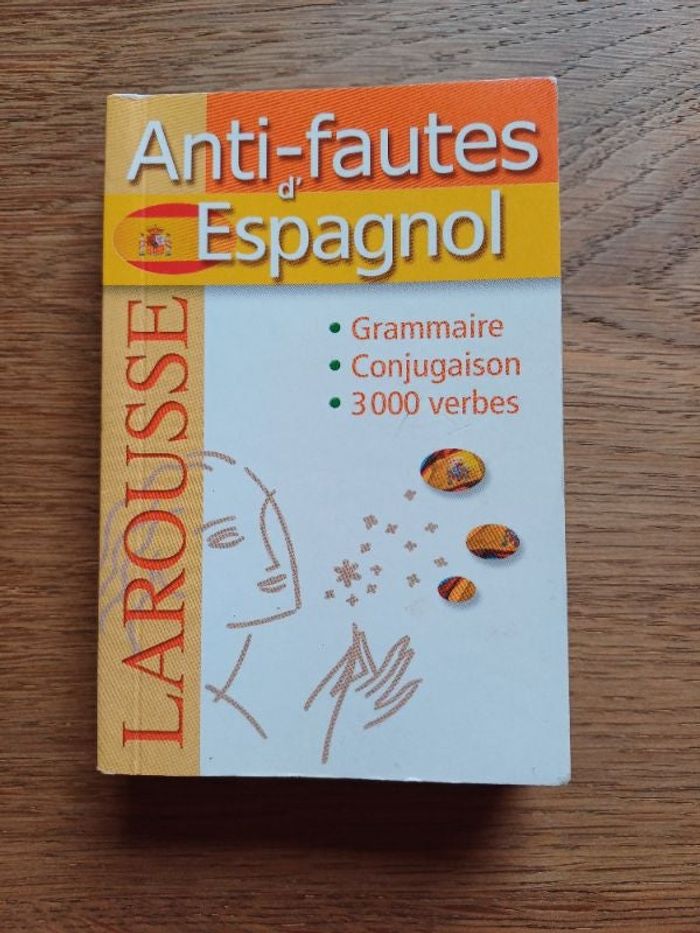 Anti-fautes
d'
Espagnol
• Grammaire
• Conjugaison
• 3000 verbes
LAROUSSE